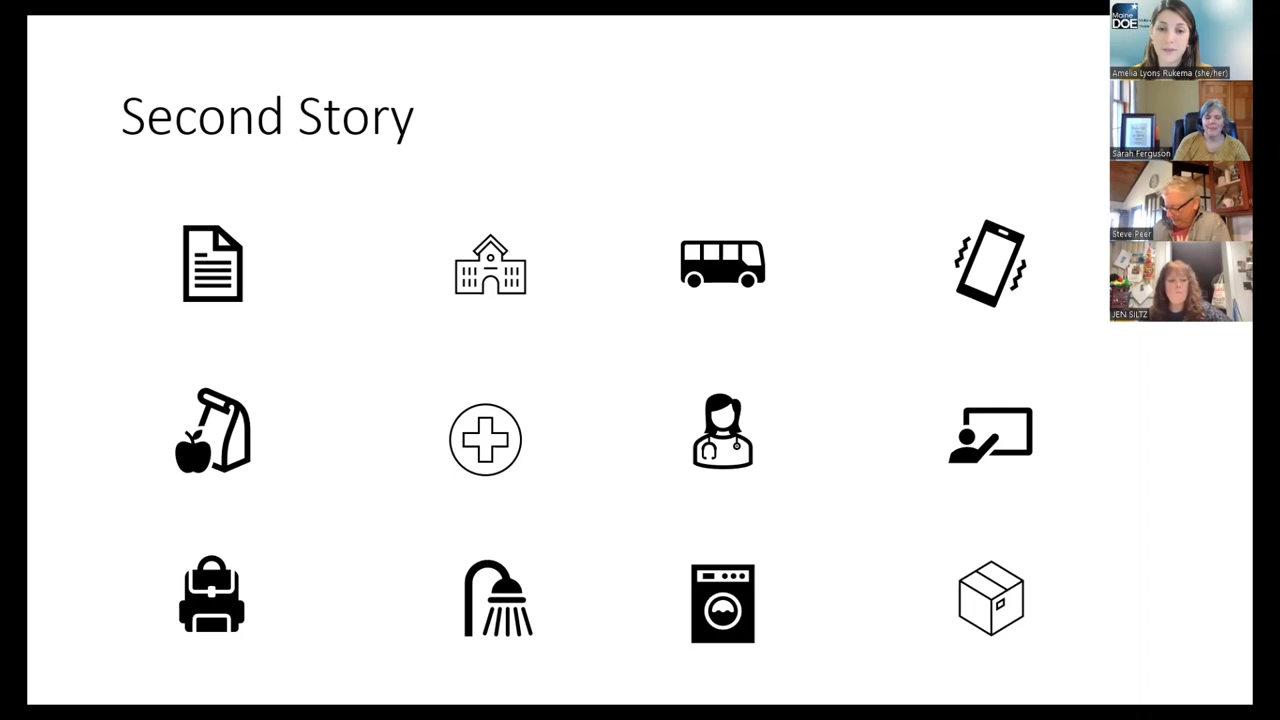 Second Story
Maine
DOE
Amelia Lyons Rukema (she/her)
Sarah Ferguson
Steve Peer
JEN SILTZ